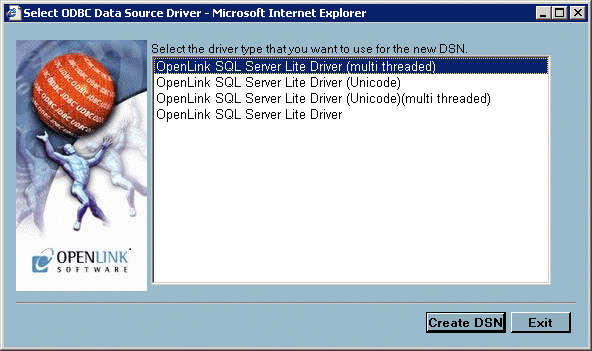 Select ODBC Data Source Driver - Microsoft Internet Explorer
Select the driver type that you want to use for the new DSN.
OpenLink SQL Server Lite Driver (multi threaded)
OpenLink SQL Server Lite Driver (Unicode)
OpenLink SQL Server Lite Driver (Unicode)(multi threaded)
OpenLink SQL Server Lite Driver
OPENLINK
SOFTWARE
Create DSN
Exit